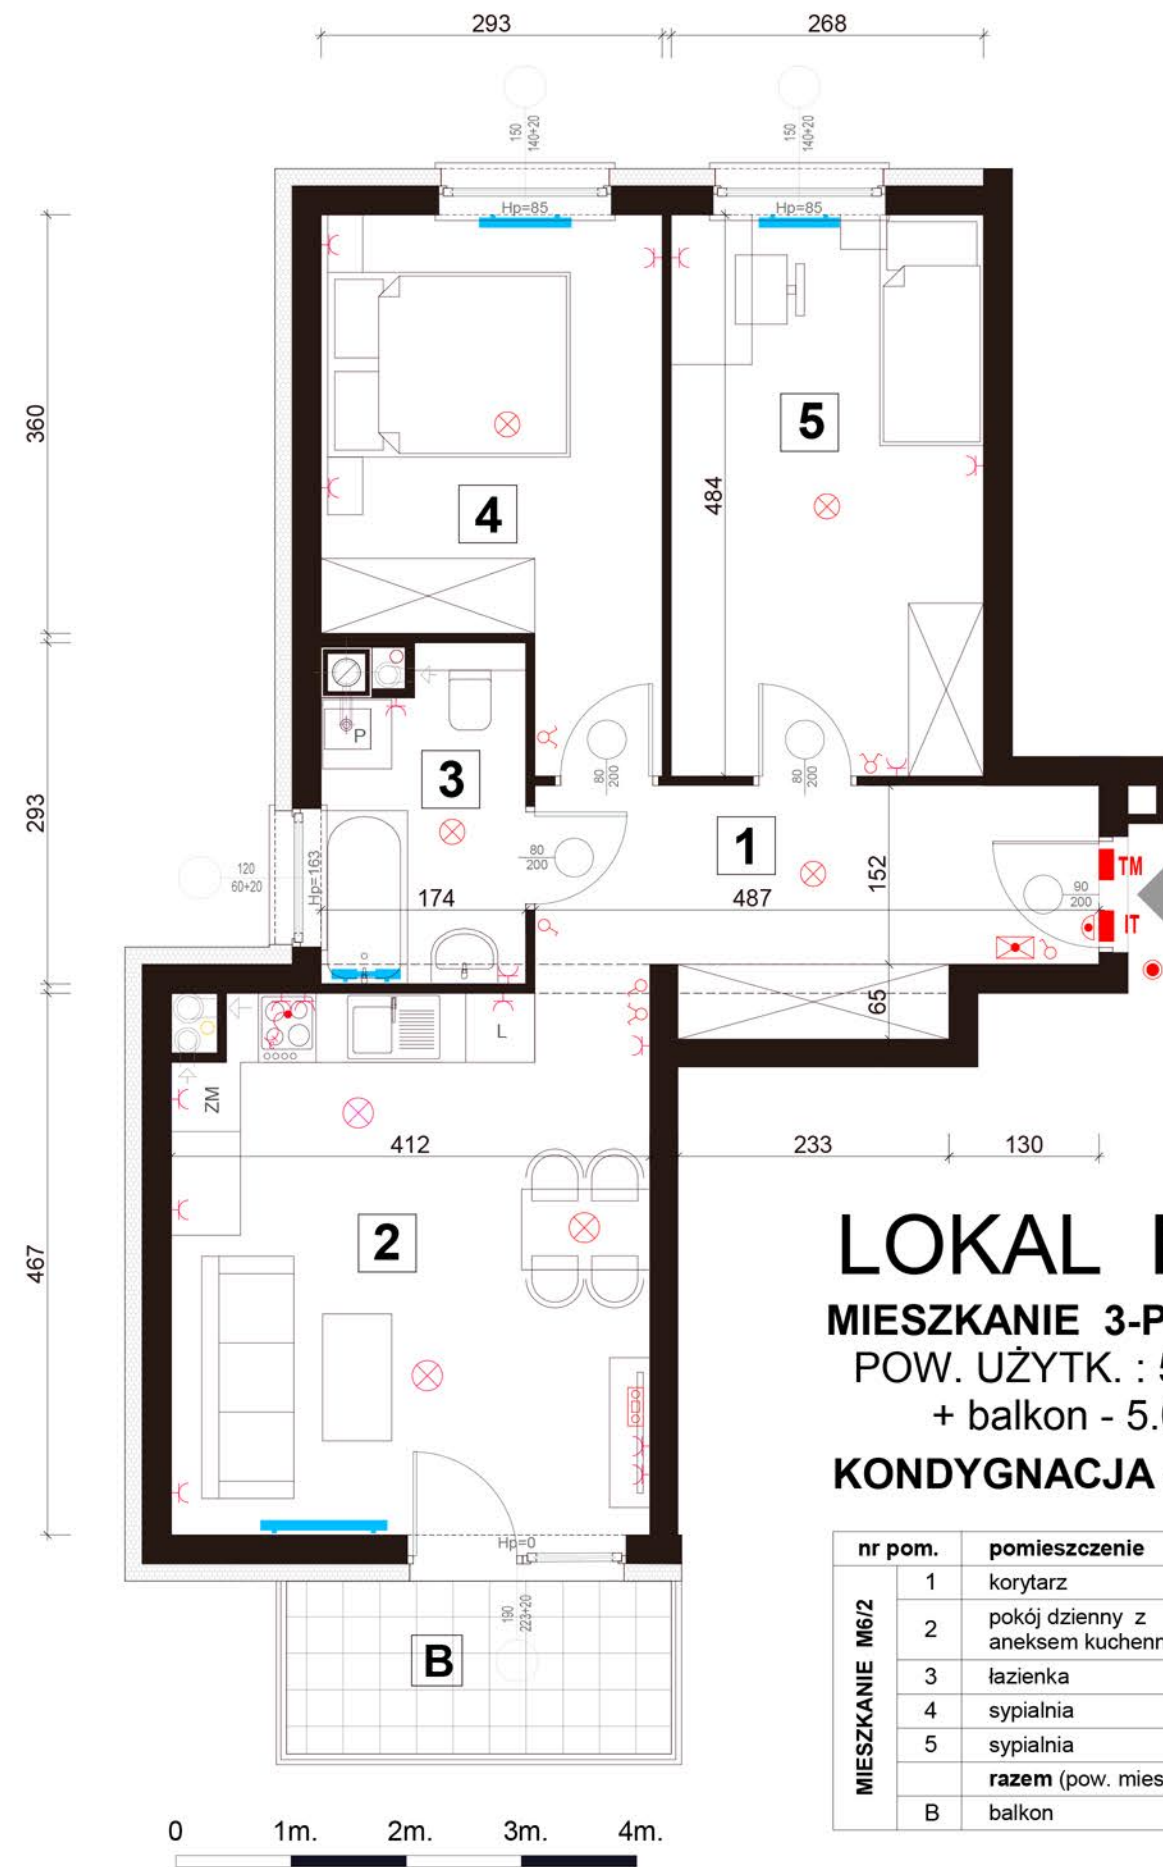 293
268
150
140+20
150
140+20
Hp=85
Hp=85
360
4
5
484
293
P
3
80
200
80
200
1
120
60+20
Hp=163
80
200
174
487
152
90
200
TM
IT
65
L
ZM
412
233
130
467
2
Hp=0
190
223+20
B
LOKAL
MIESZKANIE 3-P
POW. UŻYTK. : 5
+ balkon - 5.
KONDYGNACJA
nr pom. pomieszczenie
MIESZKANIE M6/2
1 korytarz
2 pokój dzienny z
aneksem kuchenn
3 łazienka
4 sypialnia
5 sypialnia
razem (pow. mies
B balkon
0 1m. 2m. 3m. 4m.